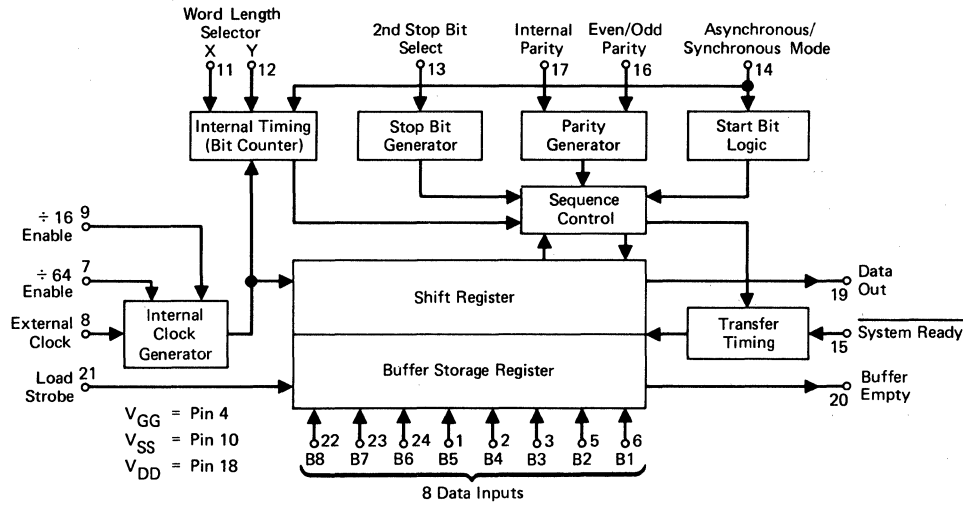 Word Length
Selector
X
Y
11
12
2nd Stop Bit
Select
13
Internal
Parity
17
Even/Odd
Parity
16
Asynchronous/
Synchronous Mode
14
Internal Timing
(Bit Counter)
Stop Bit
Generator
Parity
Generator
Start Bit
Logic
Sequence
Control
÷ 16
Enable
9
÷ 64
Enable
7
External
Clock
8
Internal
Clock
Generator
Shift Register
Data
Out
19
Transfer
Timing
System Ready
15
Load
Strobe
21
Buffer Storage Register
Buffer
Empty
20
VGG = Pin 4
VSS = Pin 10
VDD = Pin 18
22 23 24 1 2 3 5 6
B8 B7 B6 B5 B4 B3 B2 B1
8 Data Inputs